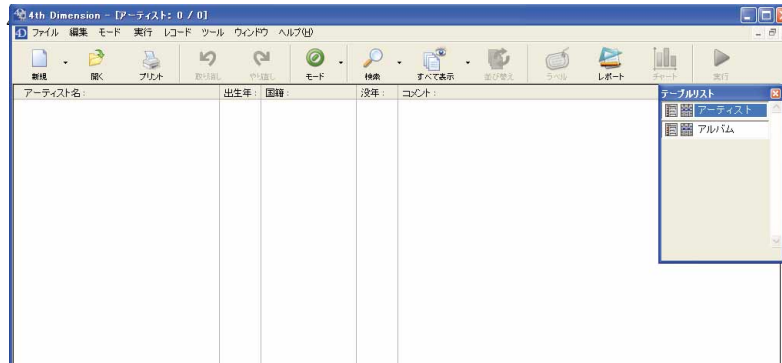 4th Dimension - [アーティスト: 0 / 0]
ファイル 編集 モード 実行 レコード ツール ウィンドウ ヘルプ(H)
新規 開く プリント 取り消し やり直し モード 検索 すべて表示 並び替え ラベル レポート チャート 実行
アーティスト名: 出生年: 国籍: 没年: コメント:
テーブルリスト
アーティスト
アルバム